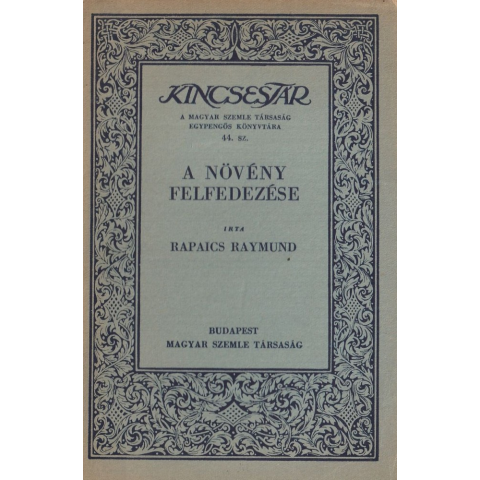 KINCSESTÁR
A MAGYAR SZEMLE TÁRSASÁG
EGYPENGŐS KÖNYVTÁRA
44. SZ.
A NÖVÉNY
FELFEDEZÉSE
IRTA
RAPAICS RAYMUND
BUDAPEST
MAGYAR SZEMLE TÁRSASÁG